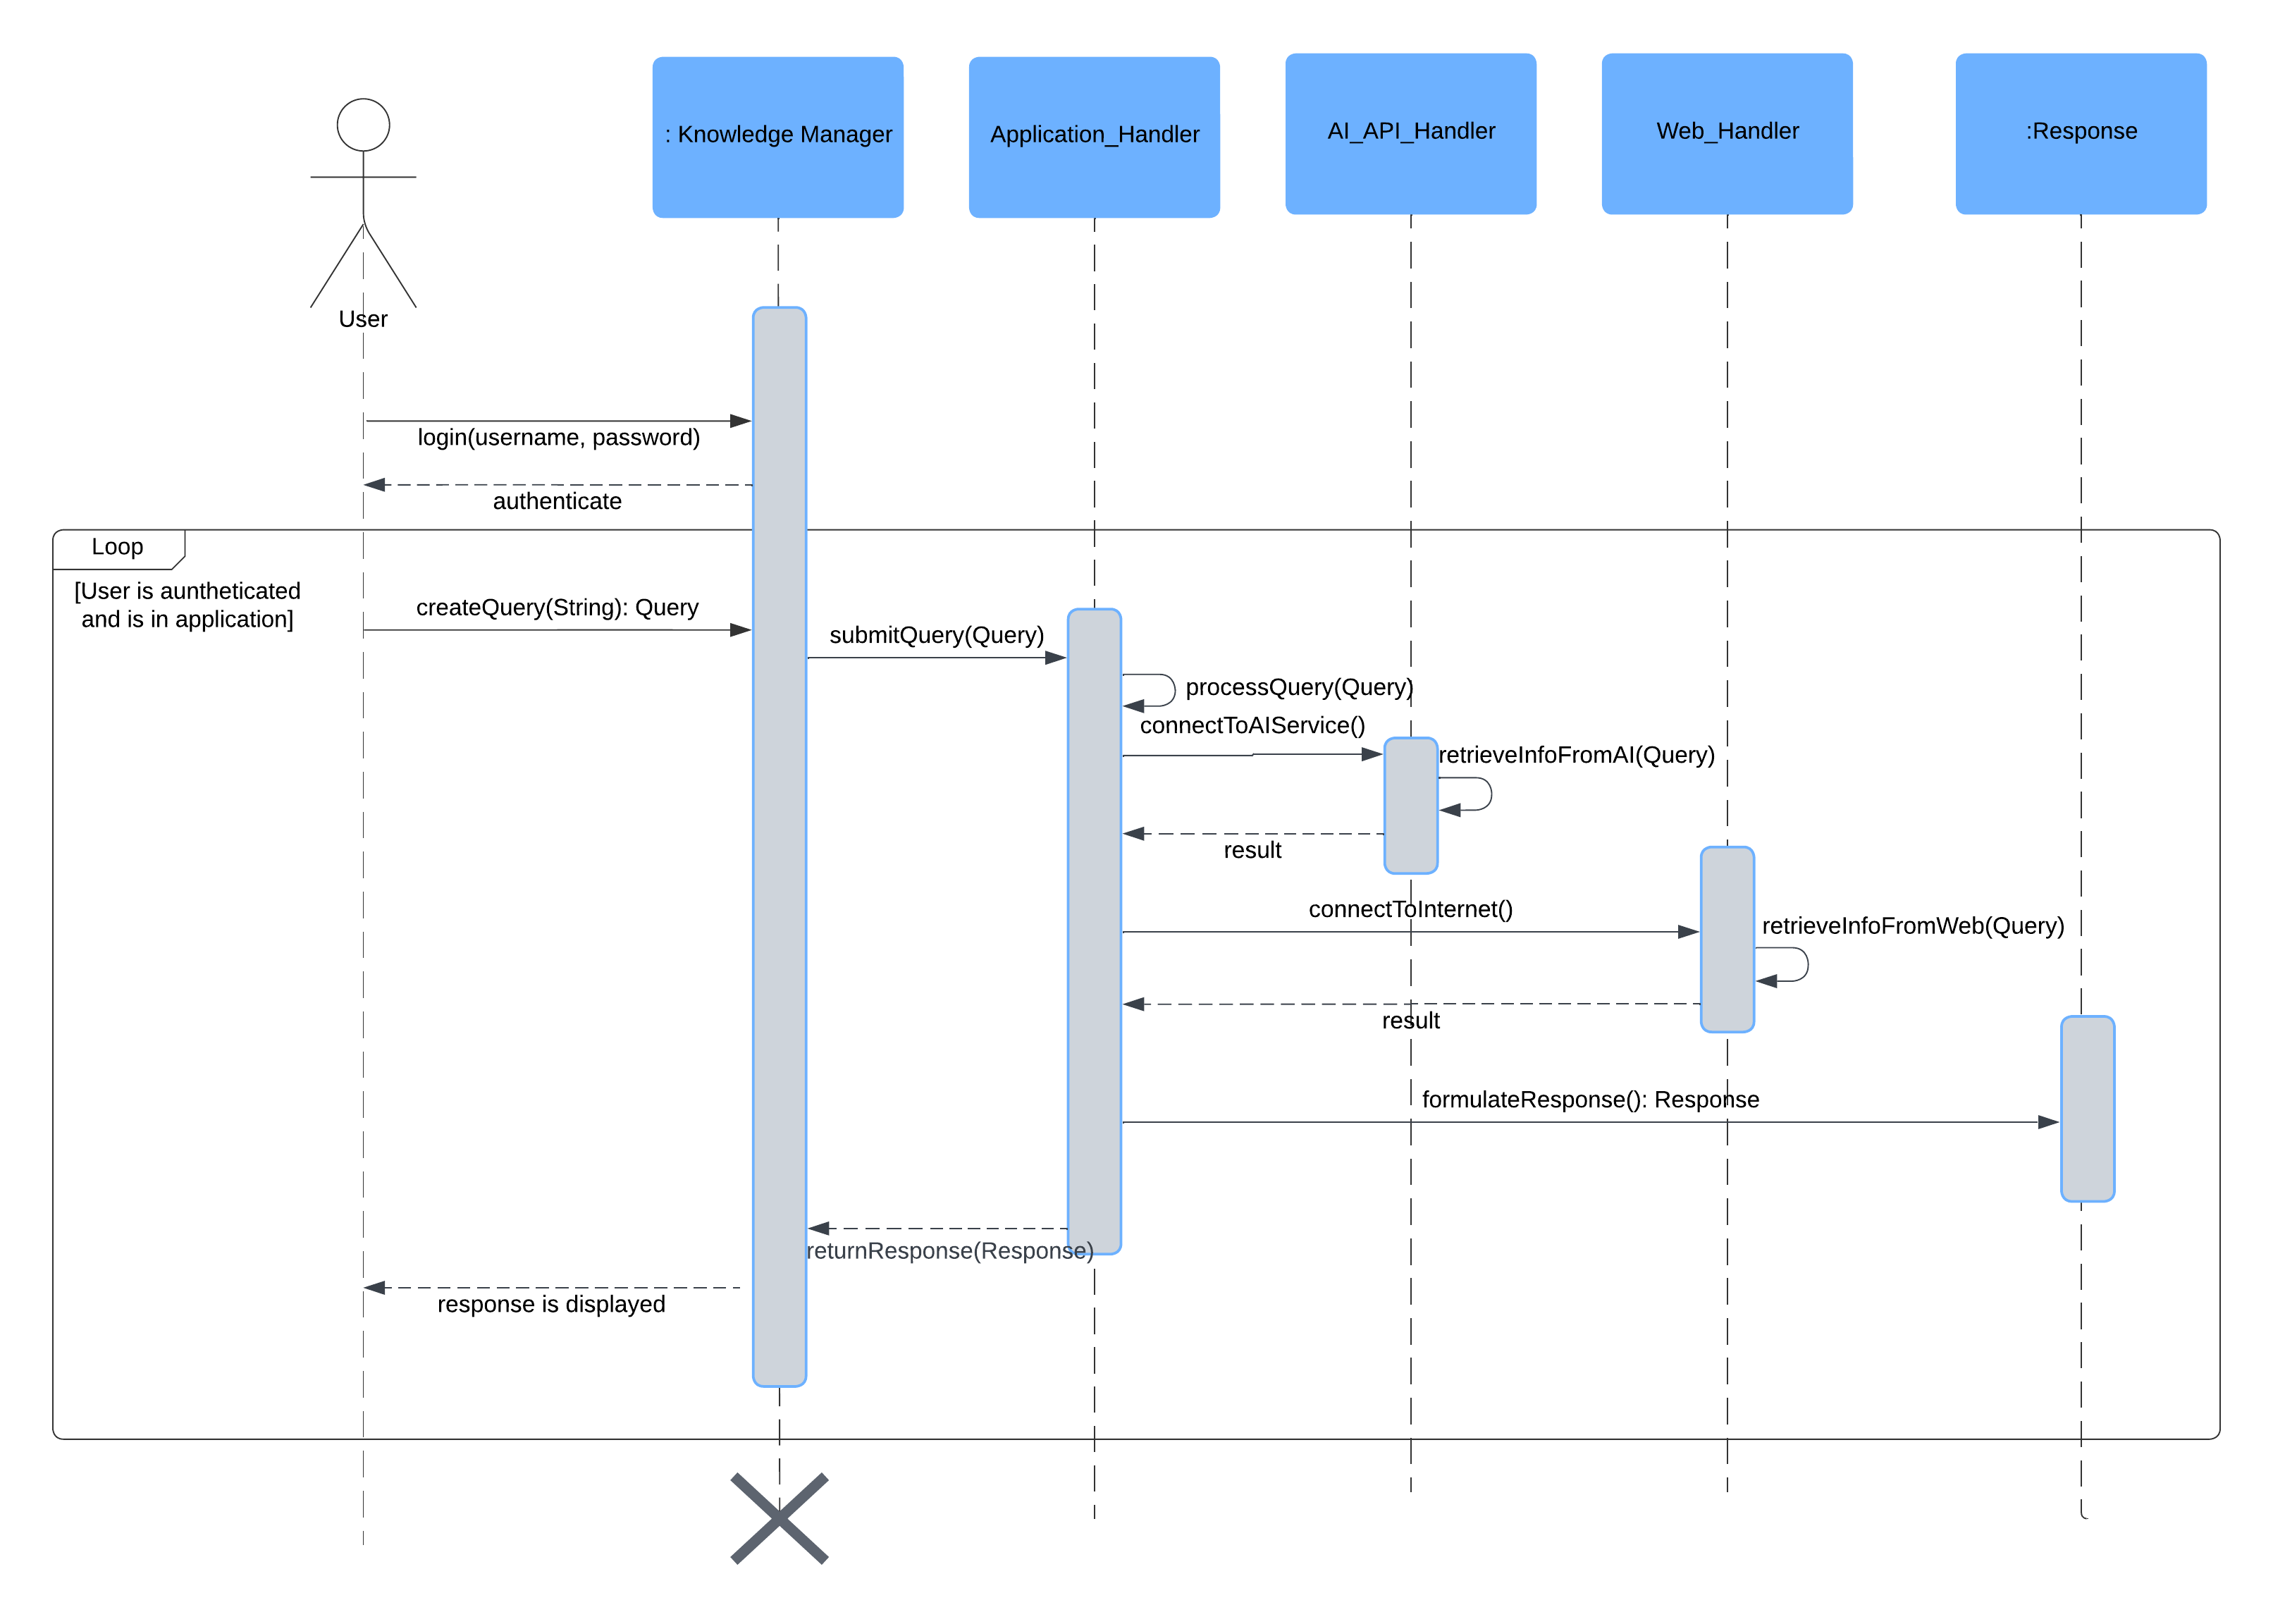 : Knowledge Manager
Application_Handler
AI_API_Handler
Web_Handler
:Response
User
login(username, password)
authenticate
Loop
[User is auntheticated
and is in application]
createQuery(String): Query
submitQuery(Query)
processQuery(Query)
connectToAIService()
retrieveInfoFromAI(Query)
result
connectToInternet()
retrieveInfoFromWeb(Query)
result
formulateResponse(): Response
returnResponse(Response)
response is displayed